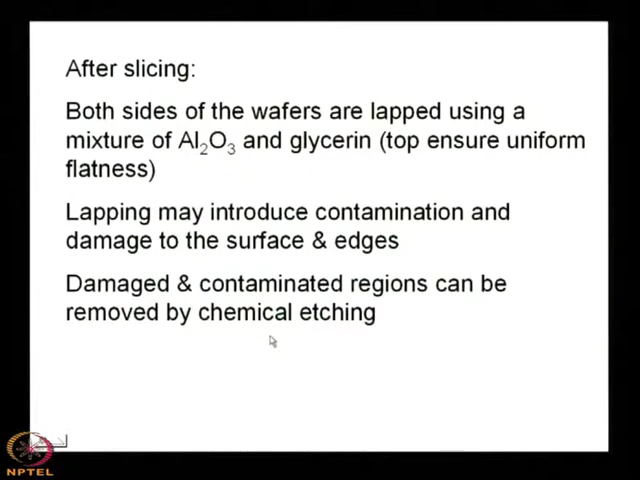 After slicing:
Both sides of the wafers are lapped using a
mixture of Al₂O₃ and glycerin (top ensure uniform
flatness)
Lapping may introduce contamination and
damage to the surface & edges
Damaged & contaminated regions can be
removed by chemical etching
NPTEL